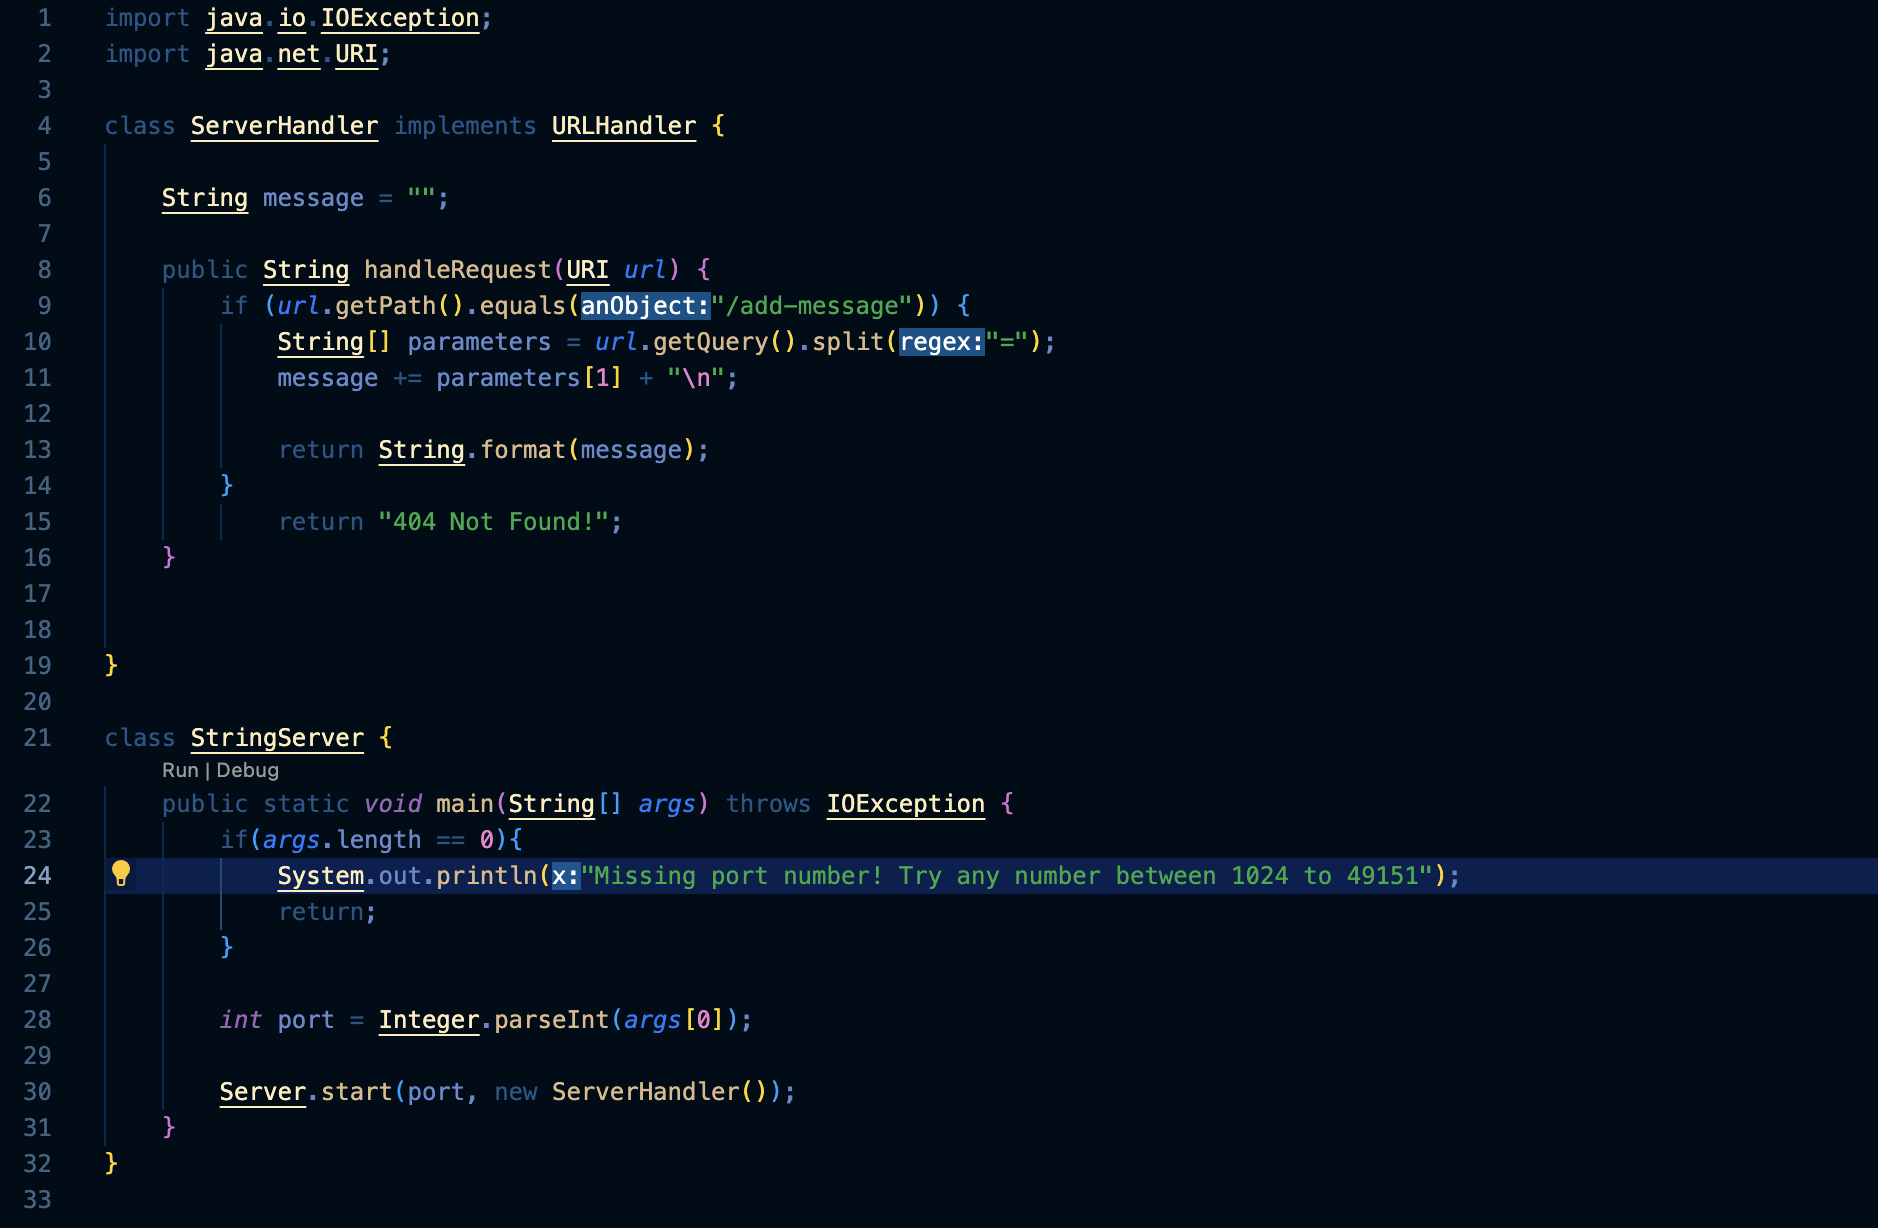 1 import java.io.IOException;
2 import java.net.URI;
3
4 class ServerHandler implements URLHandler {
5
6     String message = "";
7
8     public String handleRequest(URI url) {
9         if (url.getPath().equals(anObject:"/add-message")) {
10             String[] parameters = url.getQuery().split(regex:"=");
11             message += parameters[1] + "\n";
12
13             return String.format(message);
14         }
15             return "404 Not Found!";
16     }
17
18
19 }
20
21 class StringServer {
Run | Debug
22     public static void main(String[] args) throws IOException {
23         if(args.length == 0){
24             System.out.println(x:"Missing port number! Try any number between 1024 to 49151");
25             return;
26         }
27
28         int port = Integer.parseInt(args[0]);
29
30         Server.start(port, new ServerHandler());
31     }
32 }
33